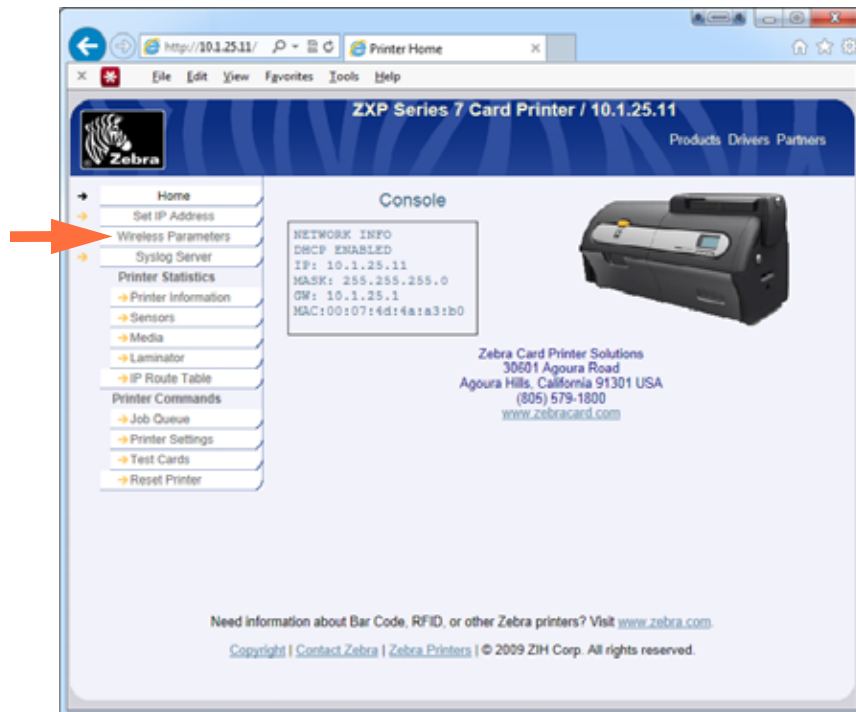 http://10.1.25.11/
Printer Home
File Edit View Favorites Tools Help
ZXP Series 7 Card Printer / 10.1.25.11
Products Drivers Partners
Zebra
Home
Set IP Address
Wireless Parameters
Syslog Server
Printer Statistics
Printer Information
Sensors
Media
Laminator
IP Route Table
Printer Commands
Job Queue
Printer Settings
Test Cards
Reset Printer
Console
NETWORK INFO
DHCP ENABLED
IP: 10.1.25.11
MASK: 255.255.255.0
GW: 10.1.25.1
MAC:00:07:4d:4a:a3:b0
Zebra Card Printer Solutions
30601 Agoura Road
Agoura Hills, California 91301 USA
(805) 579-1800
www.zebracard.com
Need information about Bar Code, RFID, or other Zebra printers? Visit www.zebra.com.
Copyright | Contact Zebra | Zebra Printers | © 2009 ZIH Corp. All rights reserved.